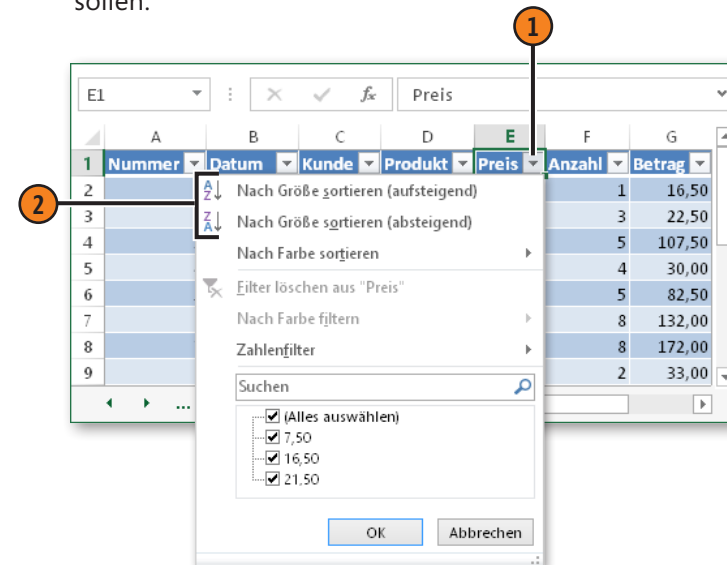 sollen.
1
E1 fx Preis
A B C D E F G
1 Nummer Datum Kunde Produkt Preis Anzahl Betrag
2 1 16,50
3 3 22,50
4 5 107,50
5 4 30,00
6 5 82,50
7 8 132,00
8 8 172,00
9 2 33,00
2
Nach Größe sortieren (aufsteigend)
Nach Größe sortieren (absteigend)
Nach Farbe sortieren
Filter löschen aus "Preis"
Nach Farbe filtern
Zahlenfilter
Suchen
(Alles auswählen)
7,50
16,50
21,50
...
OK Abbrechen